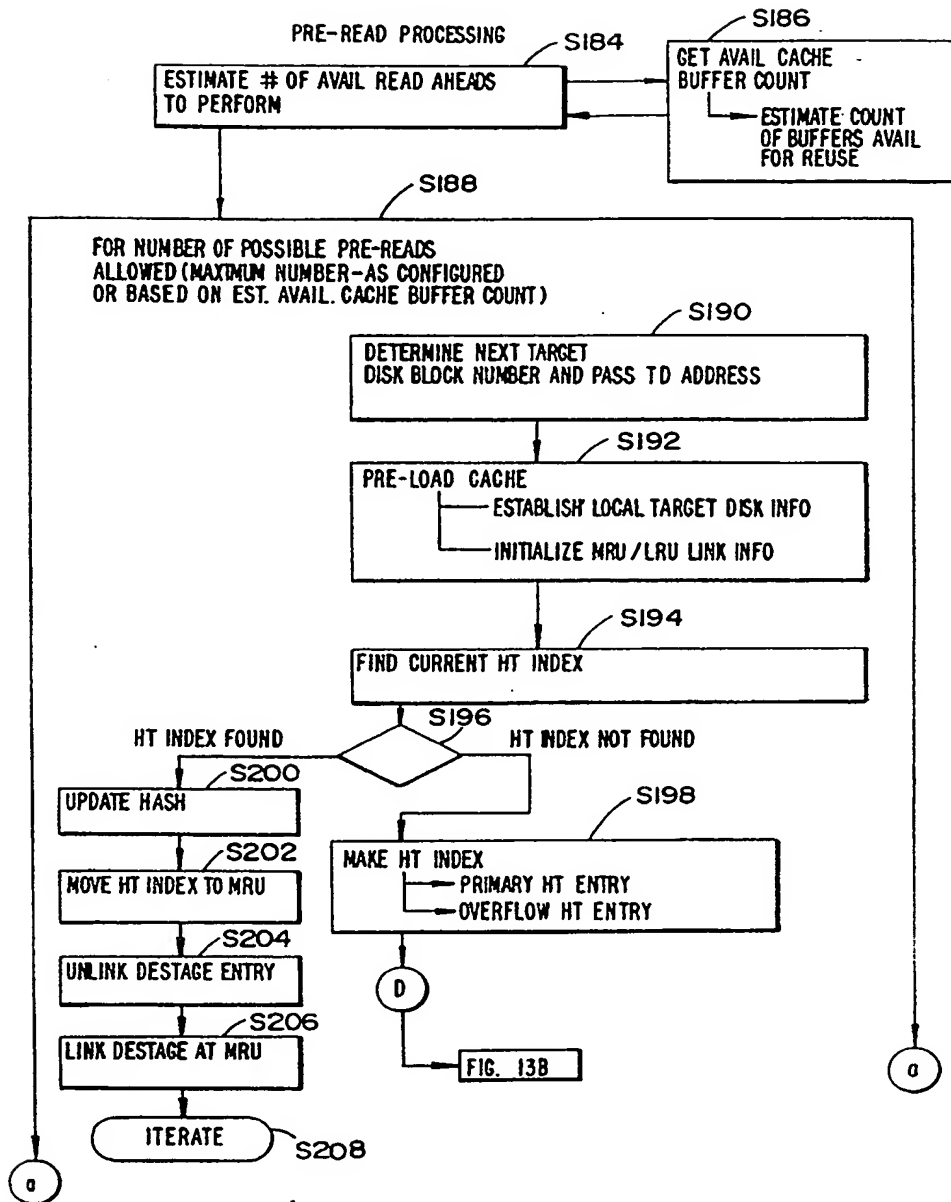 PRE-READ PROCESSING
S184
ESTIMATE # OF AVAIL READ AHEADS
TO PERFORM
S186
GET AVAIL CACHE
BUFFER COUNT
ESTIMATE COUNT
OF BUFFERS AVAIL
FOR REUSE
S188
FOR NUMBER OF POSSIBLE PRE-READS
ALLOWED (MAXIMUM NUMBER-AS CONFIGURED
OR BASED ON EST. AVAIL. CACHE BUFFER COUNT)
S190
DETERMINE NEXT TARGET
DISK BLOCK NUMBER AND PASS TD ADDRESS
S192
PRE-LOAD CACHE
ESTABLISH LOCAL TARGET DISK INFO
INITIALIZE MRU/LRU LINK INFO
S194
FIND CURRENT HT INDEX
S196
HT INDEX FOUND
HT INDEX NOT FOUND
S200
UPDATE HASH
S202
MOVE HT INDEX TO MRU
S204
UNLINK DESTAGE ENTRY
S206
LINK DESTAGE AT MRU
ITERATE
S208
S198
MAKE HT INDEX
PRIMARY HT ENTRY
OVERFLOW HT ENTRY
D
FIG. 13B
a
a